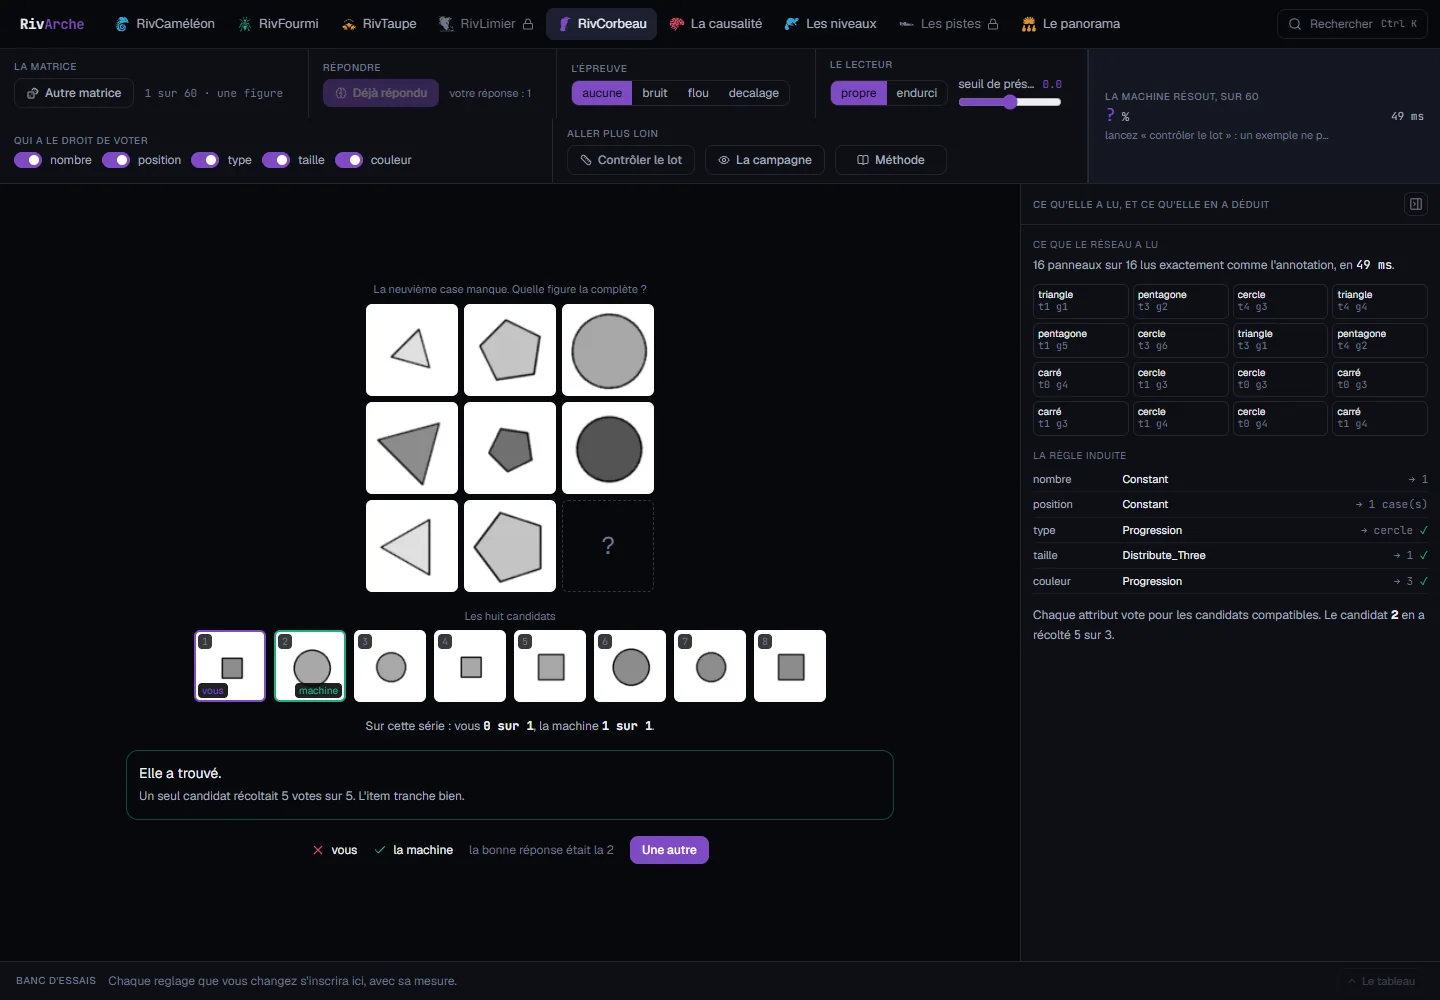 RivArche RivCaméléon RivFourmi RivTaupe RivLimier RivCorbeau La causalité Les niveaux Les pistes Le panorama Rechercher Ctrl K
LA MATRICE
Autre matrice 1 sur 60 · une figure
RÉPONDRE
Déjà répondu votre réponse : 1
L'ÉPREUVE
aucune bruit flou decalage
LE LECTEUR
propre endurci seuil de prés... 0.0
LA MACHINE RÉSOUT, SUR 60
? % 49 ms
lancez « contrôler le lot » : un exemple ne p...
QUI A LE DROIT DE VOTER
nombre position type taille couleur
ALLER PLUS LOIN
Contrôler le lot La campagne Méthode
La neuvième case manque. Quelle figure la complète ?
?
Les huit candidats
1 2 3 4 5 6 7 8
vous machine
Sur cette série : vous 0 sur 1, la machine 1 sur 1.
Elle a trouvé.
Un seul candidat récoltait 5 votes sur 5. L'item tranche bien.
vous la machine la bonne réponse était la 2 Une autre
CE QU'ELLE A LU, ET CE QU'ELLE EN A DÉDUIT
CE QUE LE RÉSEAU A LU
16 panneaux sur 16 lus exactement comme l'annotation, en 49 ms.
triangle pentagone cercle triangle
t1 g1 t3 g2 t4 g3 t4 g4
pentagone cercle triangle pentagone
t1 g5 t3 g6 t3 g1 t4 g2
carré cercle cercle carré
t0 g4 t1 g3 t0 g3 t0 g3
carré cercle cercle carré
t1 g3 t1 g4 t0 g4 t1 g4
LA RÈGLE INDUITE
nombre Constant → 1
position Constant → 1 case(s)
type Progression → cercle ✓
taille Distribute_Three → 1 ✓
couleur Progression → 3 ✓
Chaque attribut vote pour les candidats compatibles. Le candidat 2 en a
récolté 5 sur 3.
BANC D'ESSAIS Chaque reglage que vous changez s'inscrira ici, avec sa mesure. Le tableau